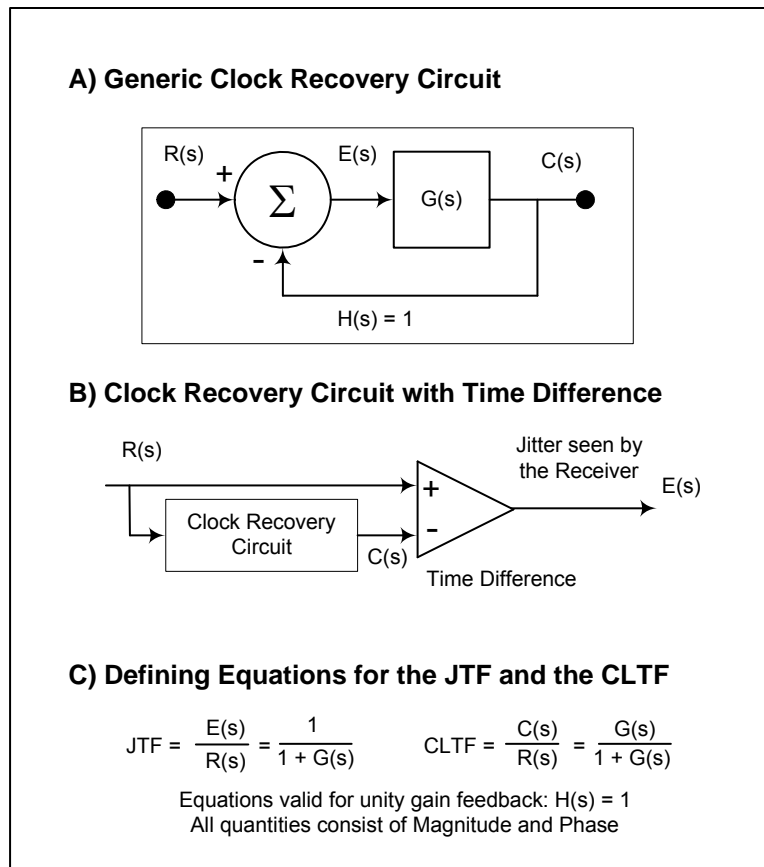 A) Generic Clock Recovery Circuit
R(s)
+
Σ
E(s)
G(s)
C(s)
-
H(s) = 1
B) Clock Recovery Circuit with Time Difference
R(s)
Clock Recovery
Circuit
C(s)
+
-
Time Difference
Jitter seen by
the Receiver
E(s)
C) Defining Equations for the JTF and the CLTF
JTF = E(s) / R(s) = 1 / 1 + G(s)
CLTF = C(s) / R(s) = G(s) / 1 + G(s)
Equations valid for unity gain feedback: H(s) = 1
All quantities consist of Magnitude and Phase